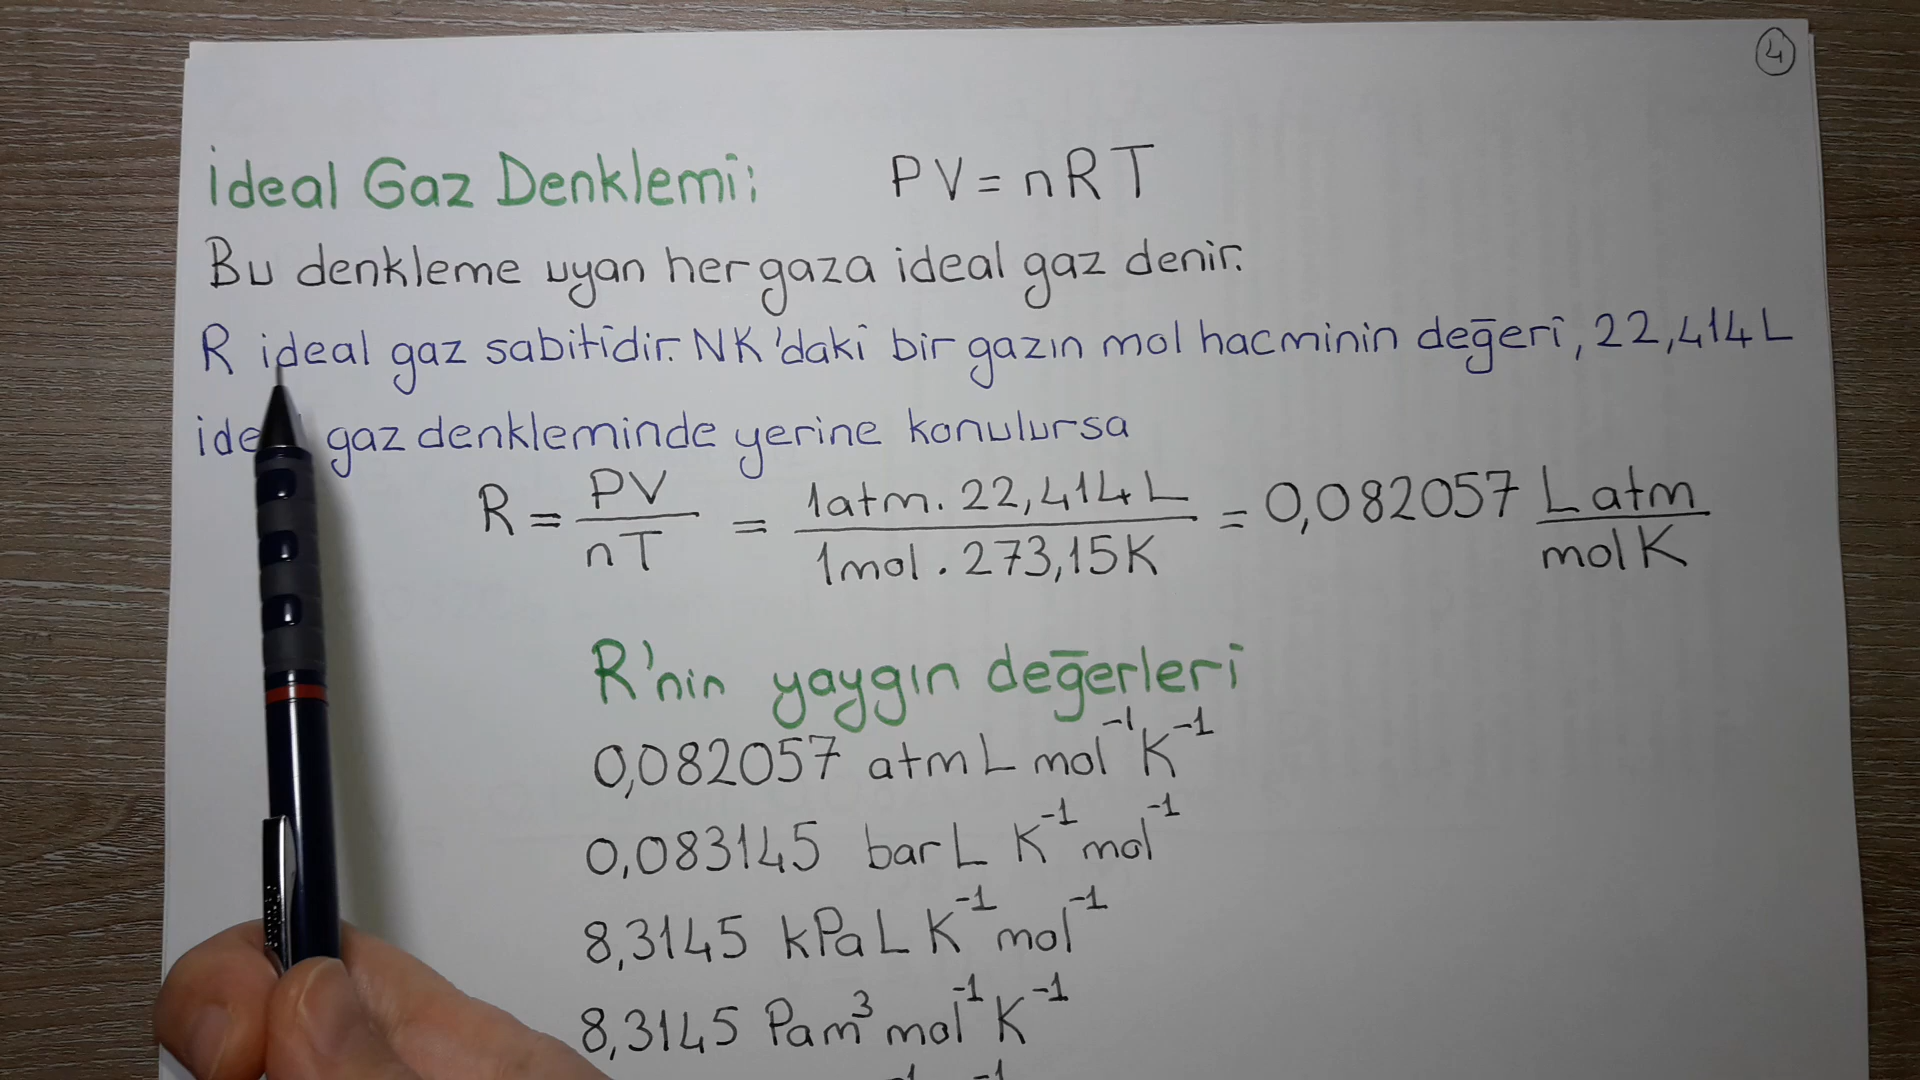 4
İdeal Gaz Denklemi: PV = nRT
Bu denkleme uyan her gaza ideal gaz denir.
R ideal gaz sabitidir. NK'daki bir gazın mol hacminin değeri, 22,414 L
gaz denkleminde yerine konulursa
R = PV/nT = 1atm. 22,414 L/1mol . 273,15K = 0,082057 L atm/mol K
R'nin yaygın değerleri
0,082057 atm L mol⁻¹ K⁻¹
0,083145 bar L K⁻¹ mol⁻¹
8,3145 kPa L K⁻¹ mol⁻¹
8,3145 Pa m³ mol⁻¹ K⁻¹